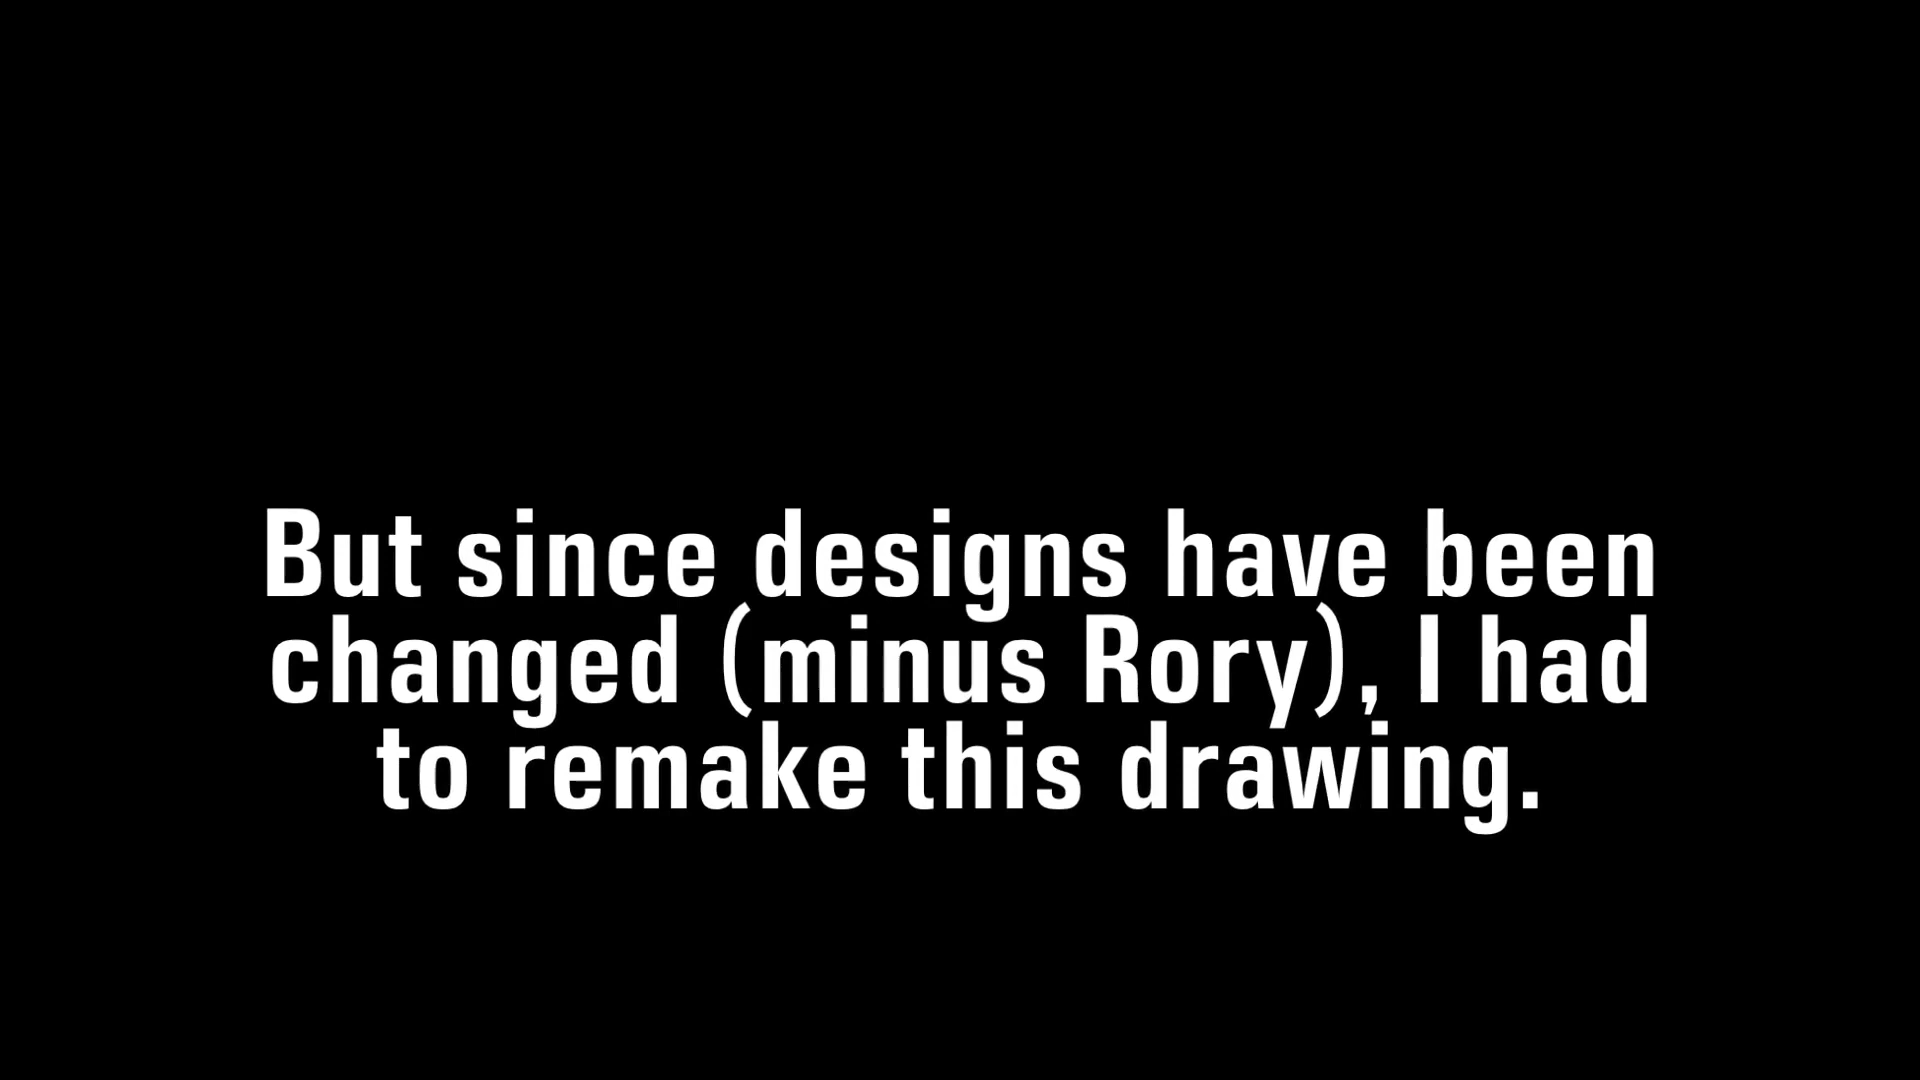 But since designs have been
changed (minus Rory), I had
to remake this drawing.